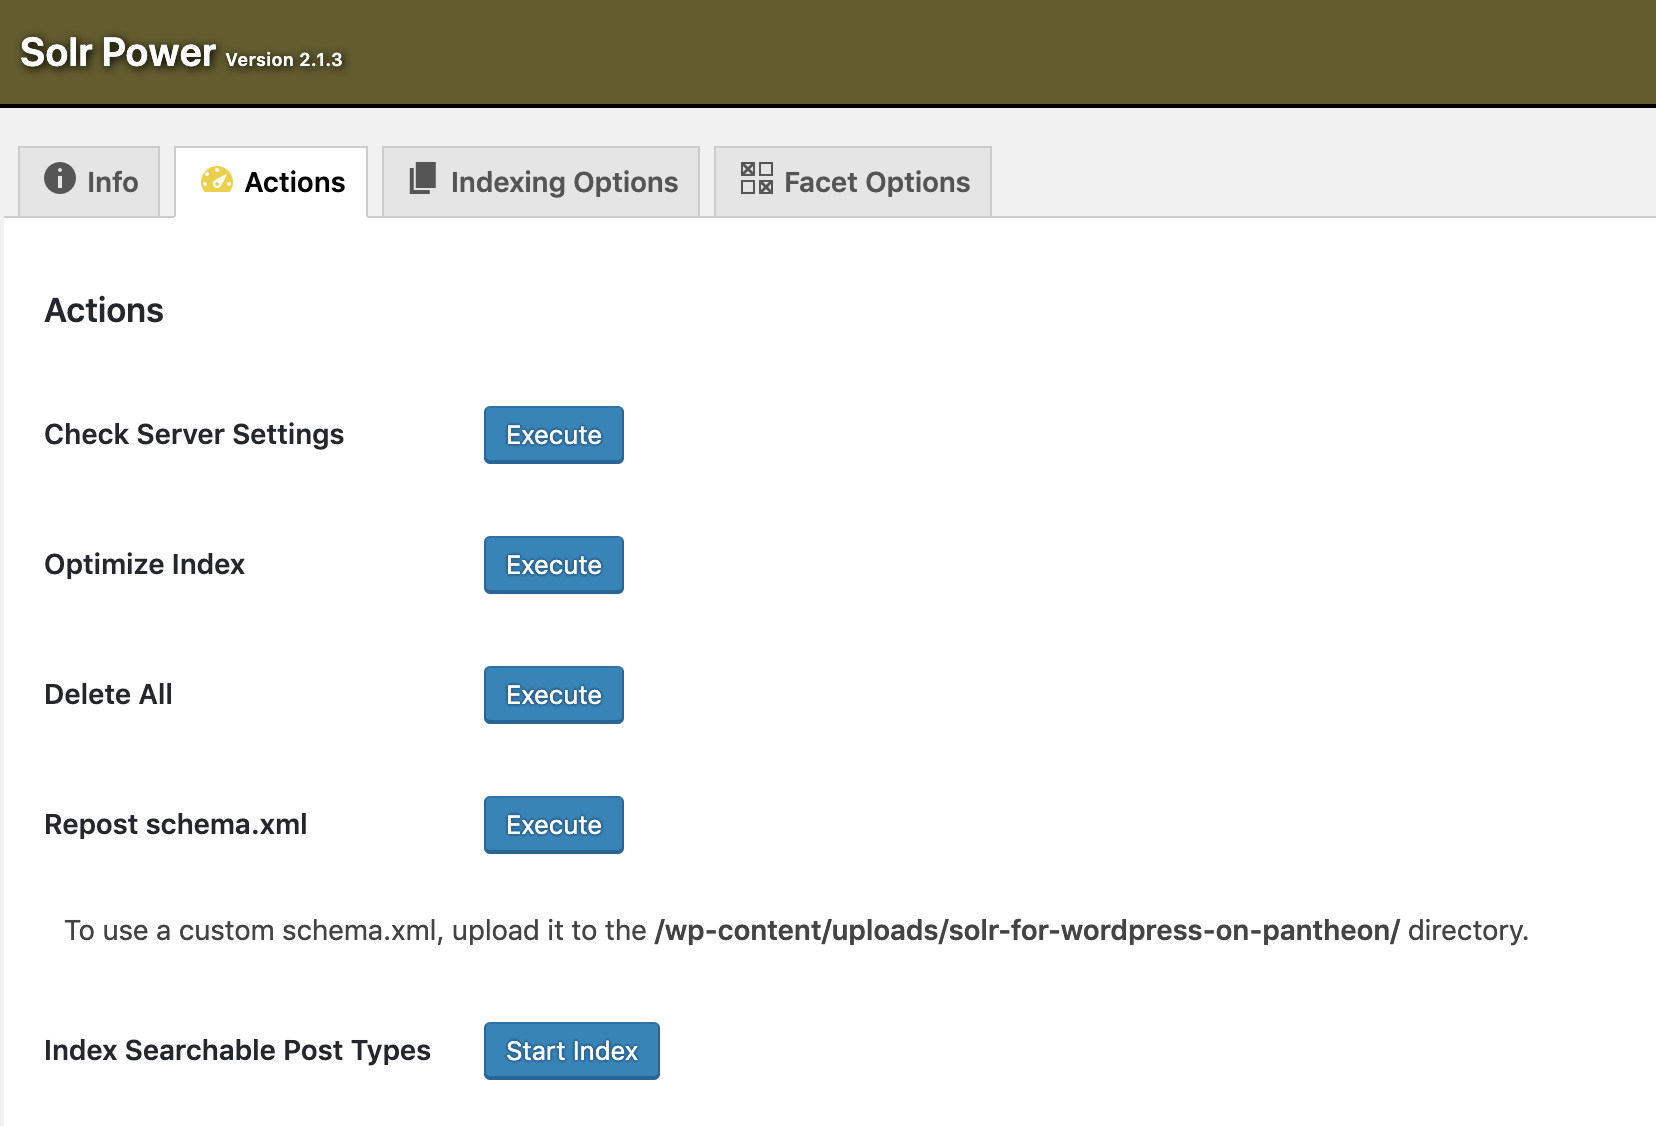 Solr Power Version 2.1.3
Info Actions Indexing Options Facet Options
Actions
Check Server Settings Execute
Optimize Index Execute
Delete All Execute
Repost schema.xml Execute
To use a custom schema.xml, upload it to the /wp-content/uploads/solr-for-wordpress-on-pantheon/ directory.
Index Searchable Post Types Start Index